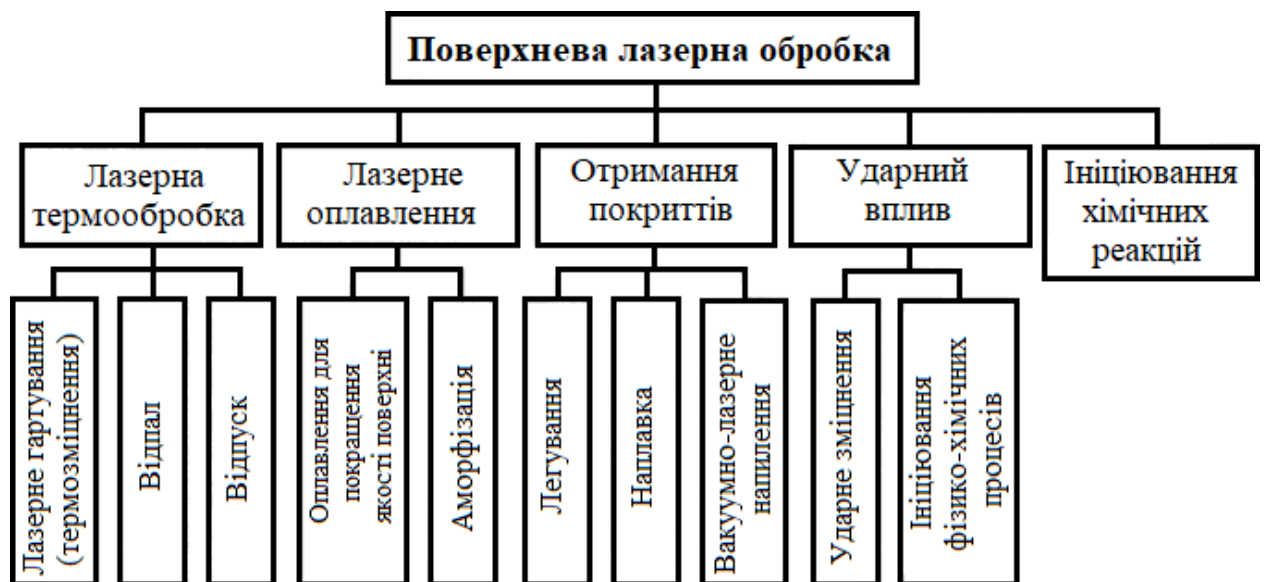 Поверхнева лазерна обробка
Лазерна
термообробка
Лазерне
оплавлення
Отримання
покриттів
Ударний
вплив
Ініціювання
хімічних
реакцій
Лазерне гартування
(термозміцнення)
Відпал
Відпуск
Оплавлення для
покращення
якості поверхні
Аморфізація
Легування
Наплавка
Вакуумно-лазерне
напилення
Ударне зміцнення
Ініціювання
фізико-хімічних
процесів